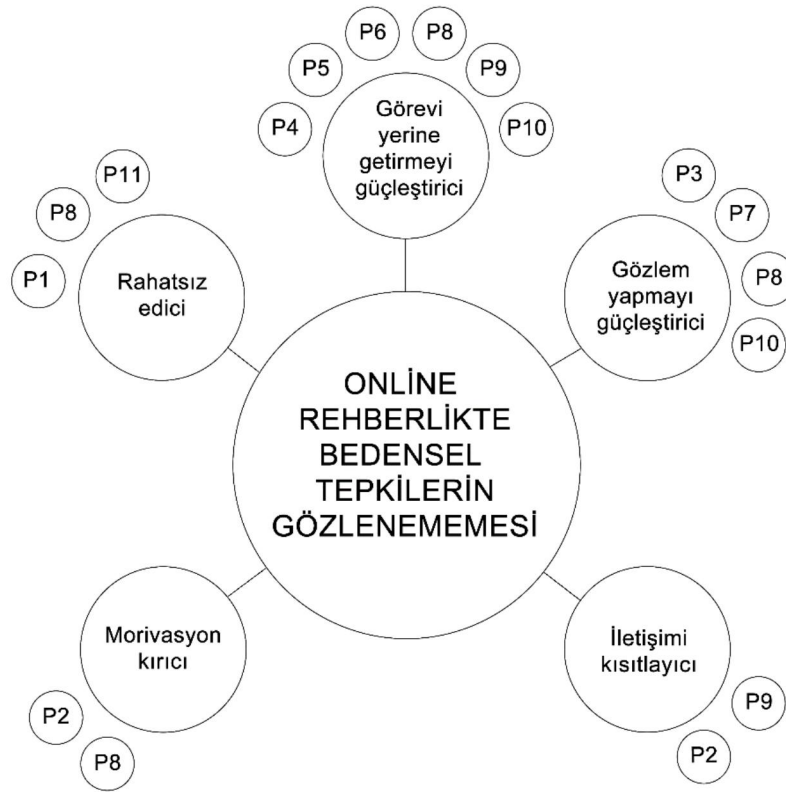 P6
P8
P5
P9
P4
P10
Görevi
yerine
getirmeyi
güçleştirici
P11
P8
P1
Rahatsız
edici
P3
P7
P8
P10
Gözlem
yapmayı
güçleştirici
ONLİNE
REHBERLİKTE
BEDENSEL
TEPKİLERİN
GÖZLENEMEMESİ
Morivasyon
kırıcı
P2
P8
İletişimi
kısıtlayıcı
P9
P2